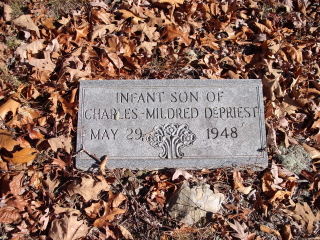 INFANT SON OF
CHARLES-MILDRED DEPRIEST
MAY 29, 1948